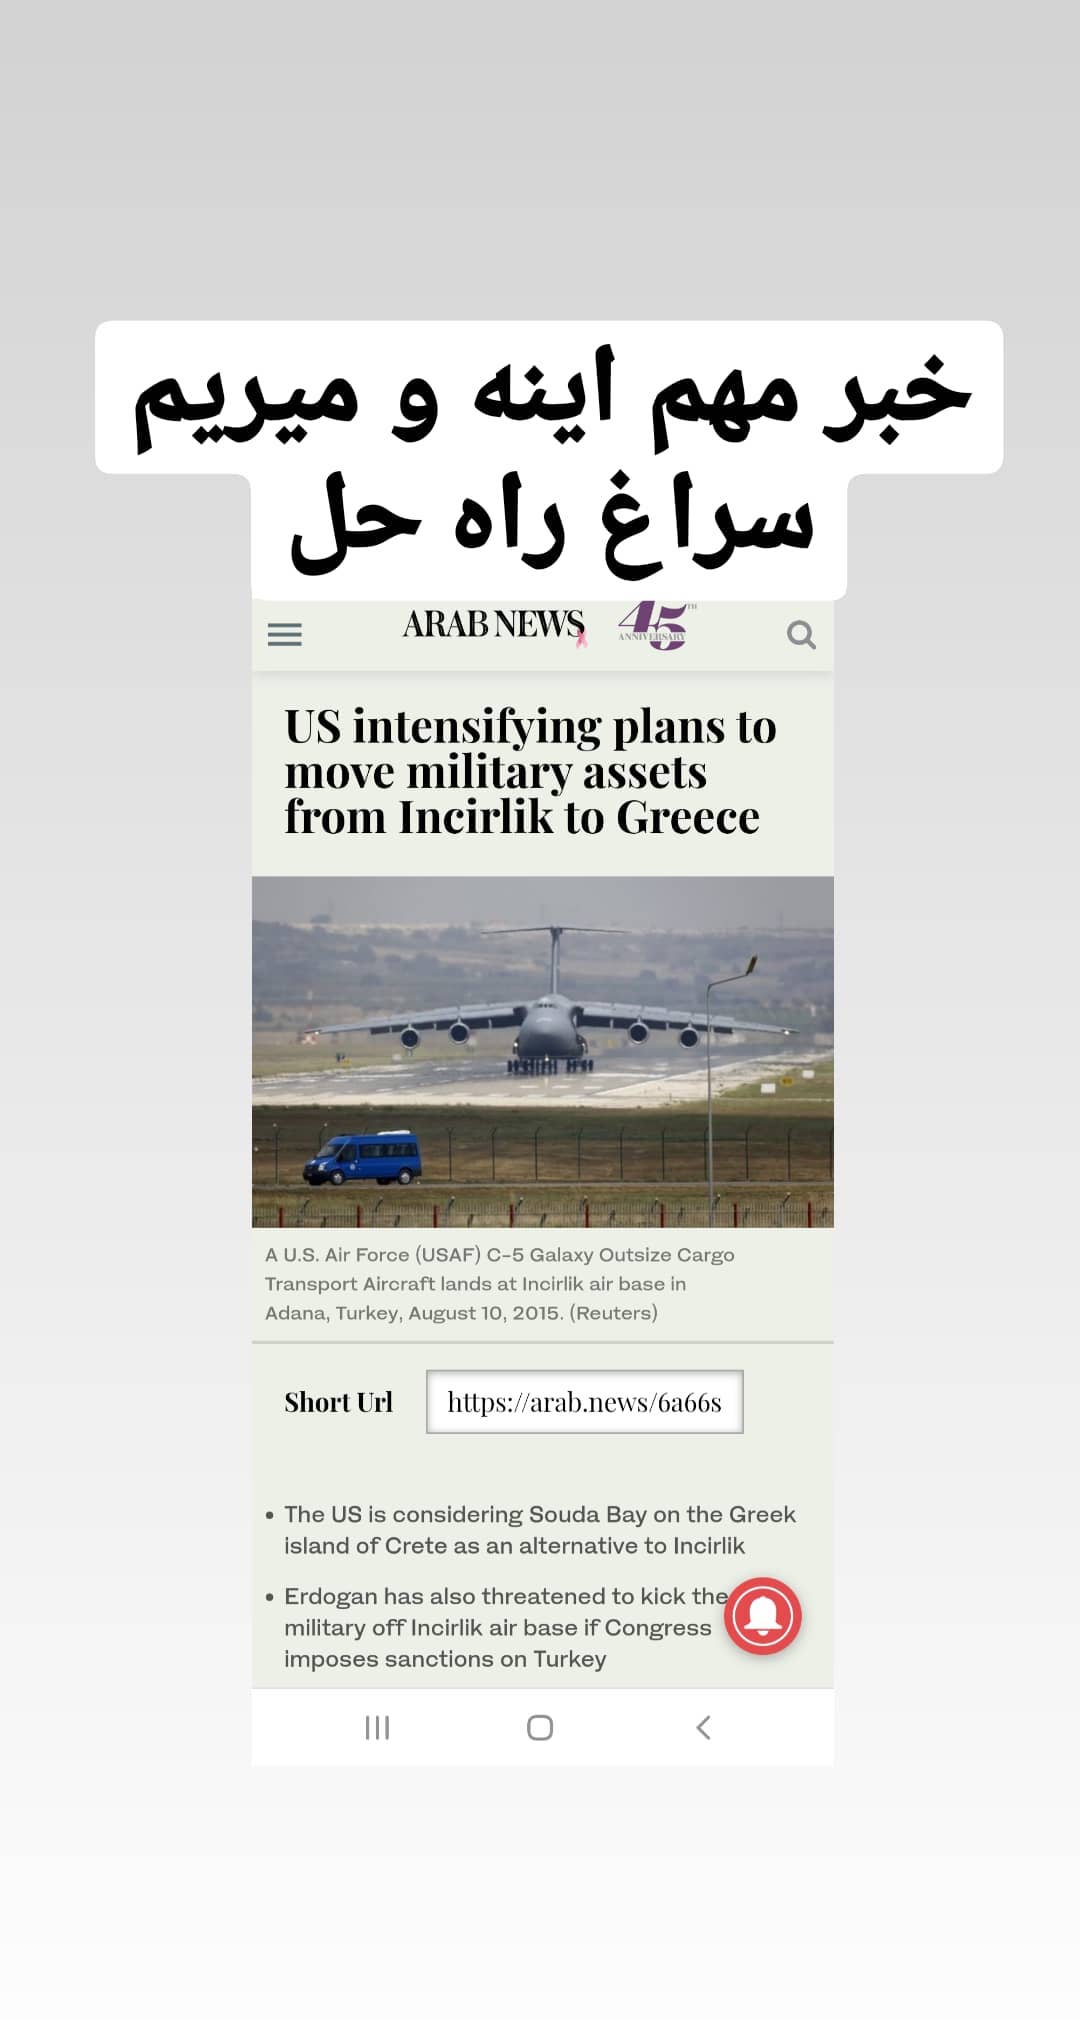 خبر مهم اینه و میریم
سراغ راه حل
ARAB NEWS 45TH ANNIVERSARY
US intensifying plans to
move military assets
from Incirlik to Greece
A U.S. Air Force (USAF) C-5 Galaxy Outsize Cargo
Transport Aircraft lands at Incirlik air base in
Adana, Turkey, August 10, 2015. (Reuters)
Short Url https://arab.news/6a66s
• The US is considering Souda Bay on the Greek
island of Crete as an alternative to Incirlik
• Erdogan has also threatened to kick the
military off Incirlik air base if Congress
imposes sanctions on Turkey